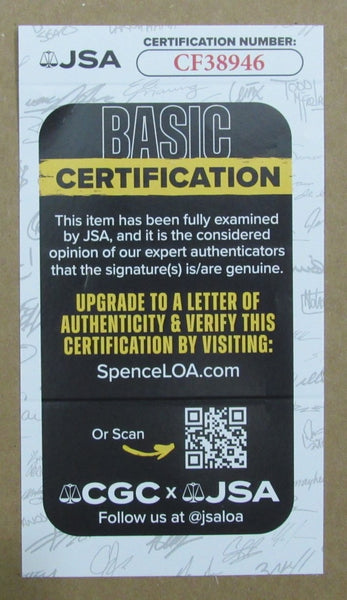 JSA
CERTIFICATION NUMBER:
CF38946
BASIC
CERTIFICATION
This item has been fully examined
by JSA, and it is the considered
opinion of our expert authenticators
that the signature(s) is/are genuine.
UPGRADE TO A LETTER OF
AUTHENTICITY & VERIFY THIS
CERTIFICATION BY VISITING:
SpenceLOA.com
Or Scan
CGC x JSA
Follow us at @jsaloa